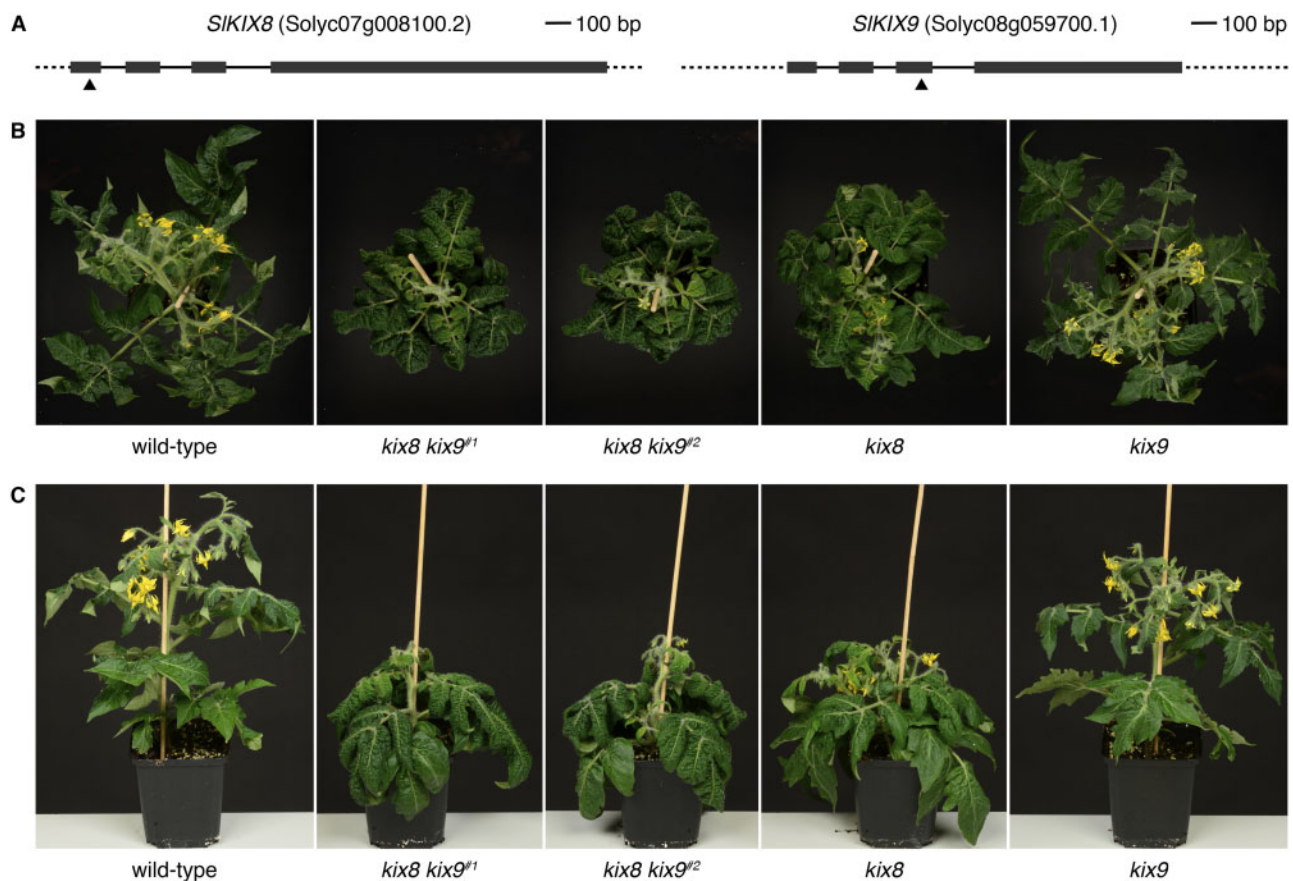 A SlKIX8 (Solyc07g008100.2) 100 bp SlKIX9 (Solyc08g059700.1) 100 bp
B
wild-type kix8 kix9#1 kix8 kix9#2 kix8 kix9
C
wild-type kix8 kix9#1 kix8 kix9#2 kix8 kix9